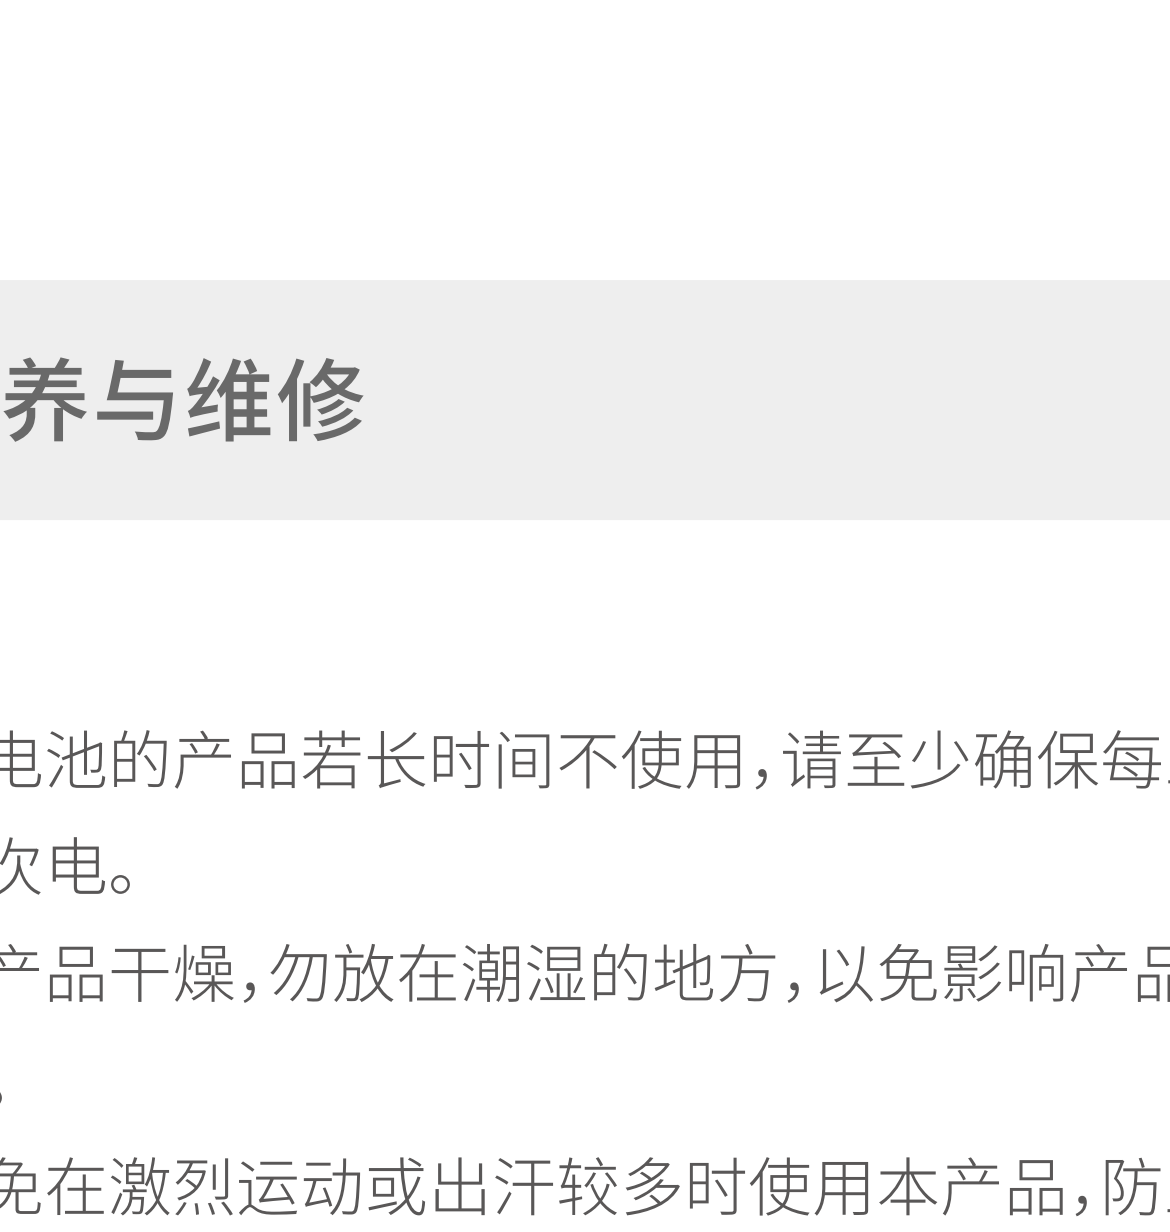 养与维修
电池的产品若长时间不使用，请至少确保每
次电。
产品干燥，勿放在潮湿的地方，以免影响产品
免在激烈运动或出汗较多时使用本产品，防